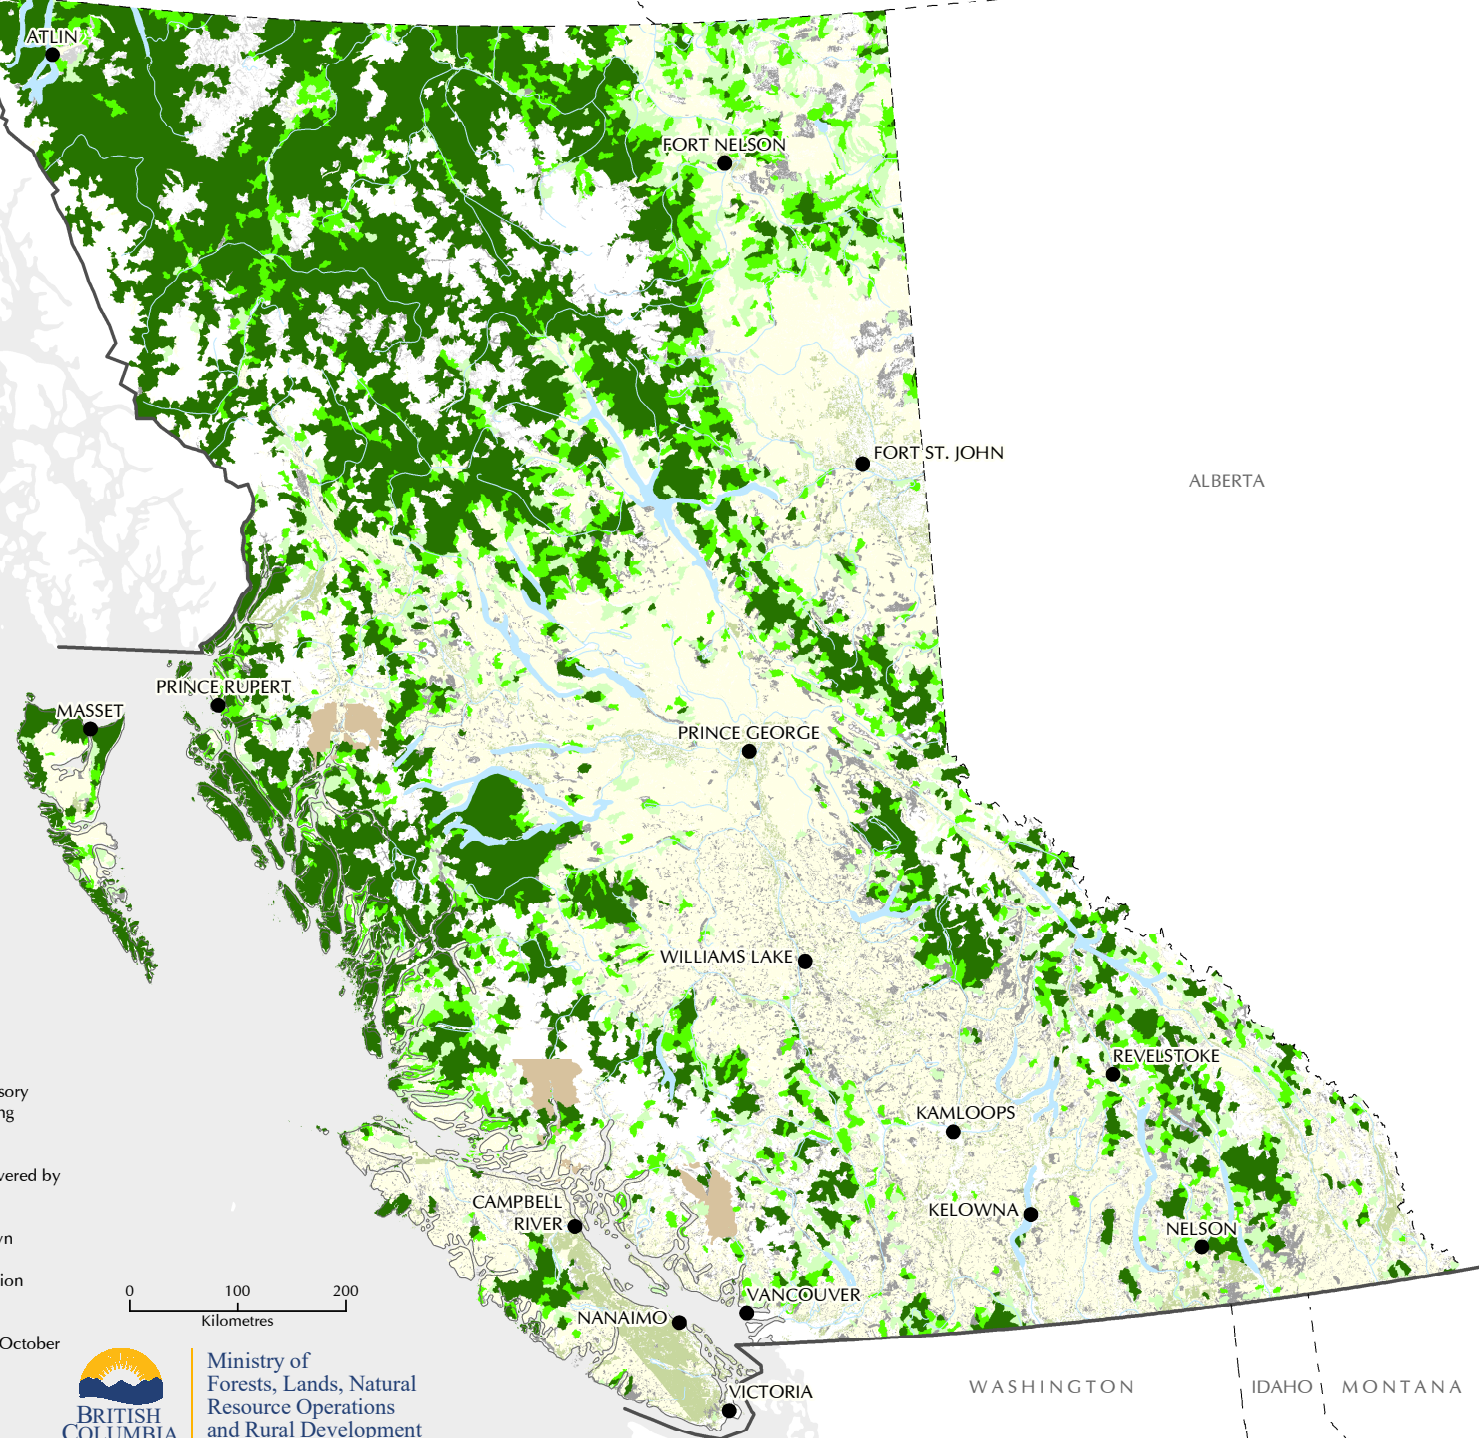 ATLIN
FORT NELSON
FORT ST. JOHN
ALBERTA
PRINCE RUPERT
MASSET
PRINCE GEORGE
WILLIAMS LAKE
REVELSTOKE
KAMLOOPS
CAMPBELL
RIVER
KELOWNA
NELSON
VANCOUVER
NANAIMO
VICTORIA
WASHINGTON
IDAHO
MONTANA
sory
ng
vered by
vn
ion
0 100 200
Kilometres
October
Ministry of
Forests, Lands, Natural
Resource Operations
and Rural Development
BRITISH
COLUMBIA